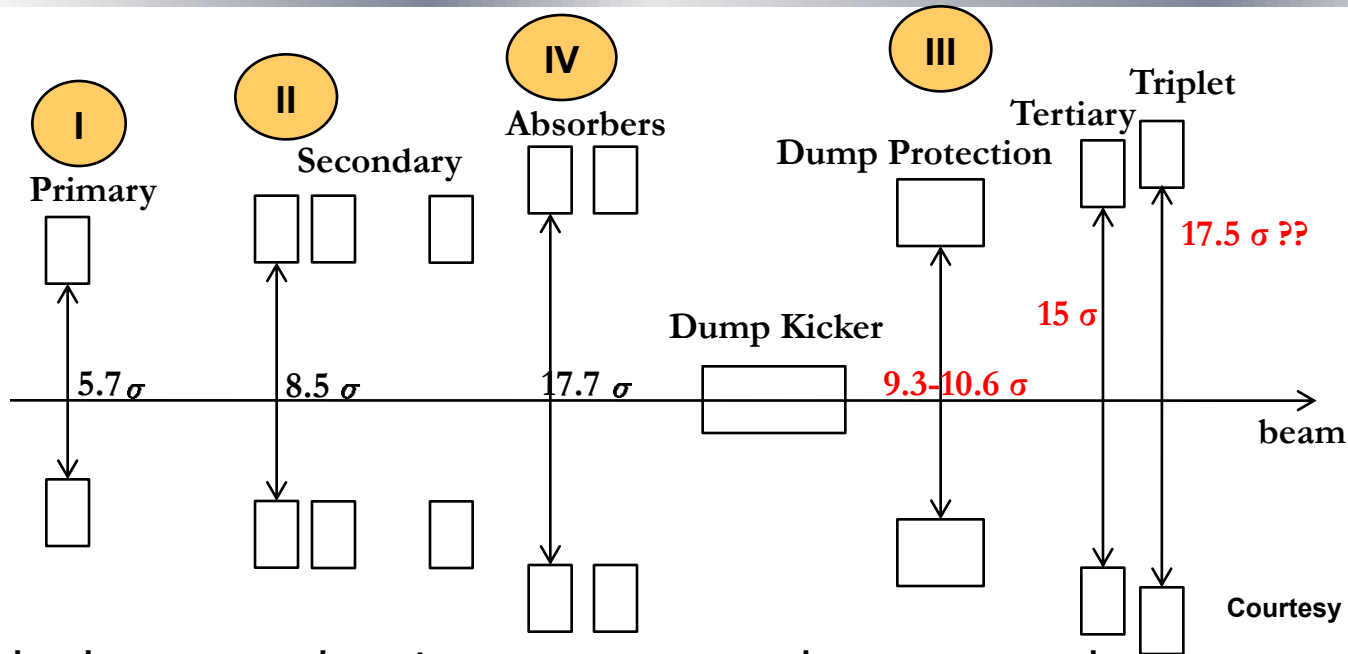 I
II
IV
III
Primary
Secondary
Absorbers
Dump Protection
Tertiary
Triplet
17.5 σ ??
15 σ
Dump Kicker
5.7 σ
8.5 σ
17.7 σ
9.3-10.6 σ
beam
Courtesy